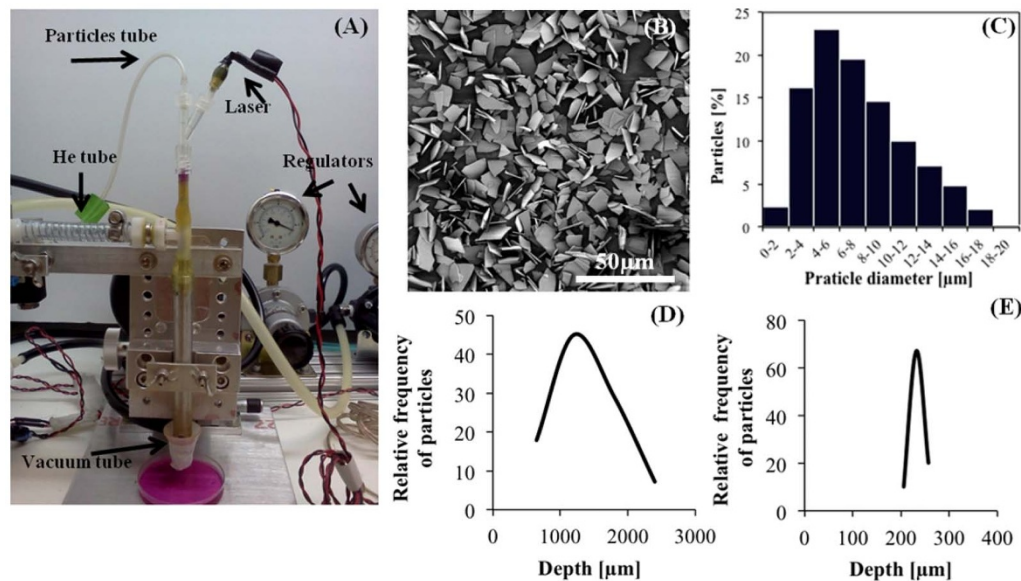 (A)
Particles tube
Laser
He tube
Regulators
Vacuum tube
(B)
50µm
(C)
Particles [%]
25
20
15
10
5
0
0-2
2-4
4-6
6-8
8-10
10-12
12-14
14-16
16-18
18-20
Praticle diameter [µm]
(D)
Relative frequency
of particles
50
40
30
20
10
0
0
1000
2000
3000
Depth [µm]
(E)
Relative frequency
of particles
80
60
40
20
0
0
100
200
300
400
Depth [µm]